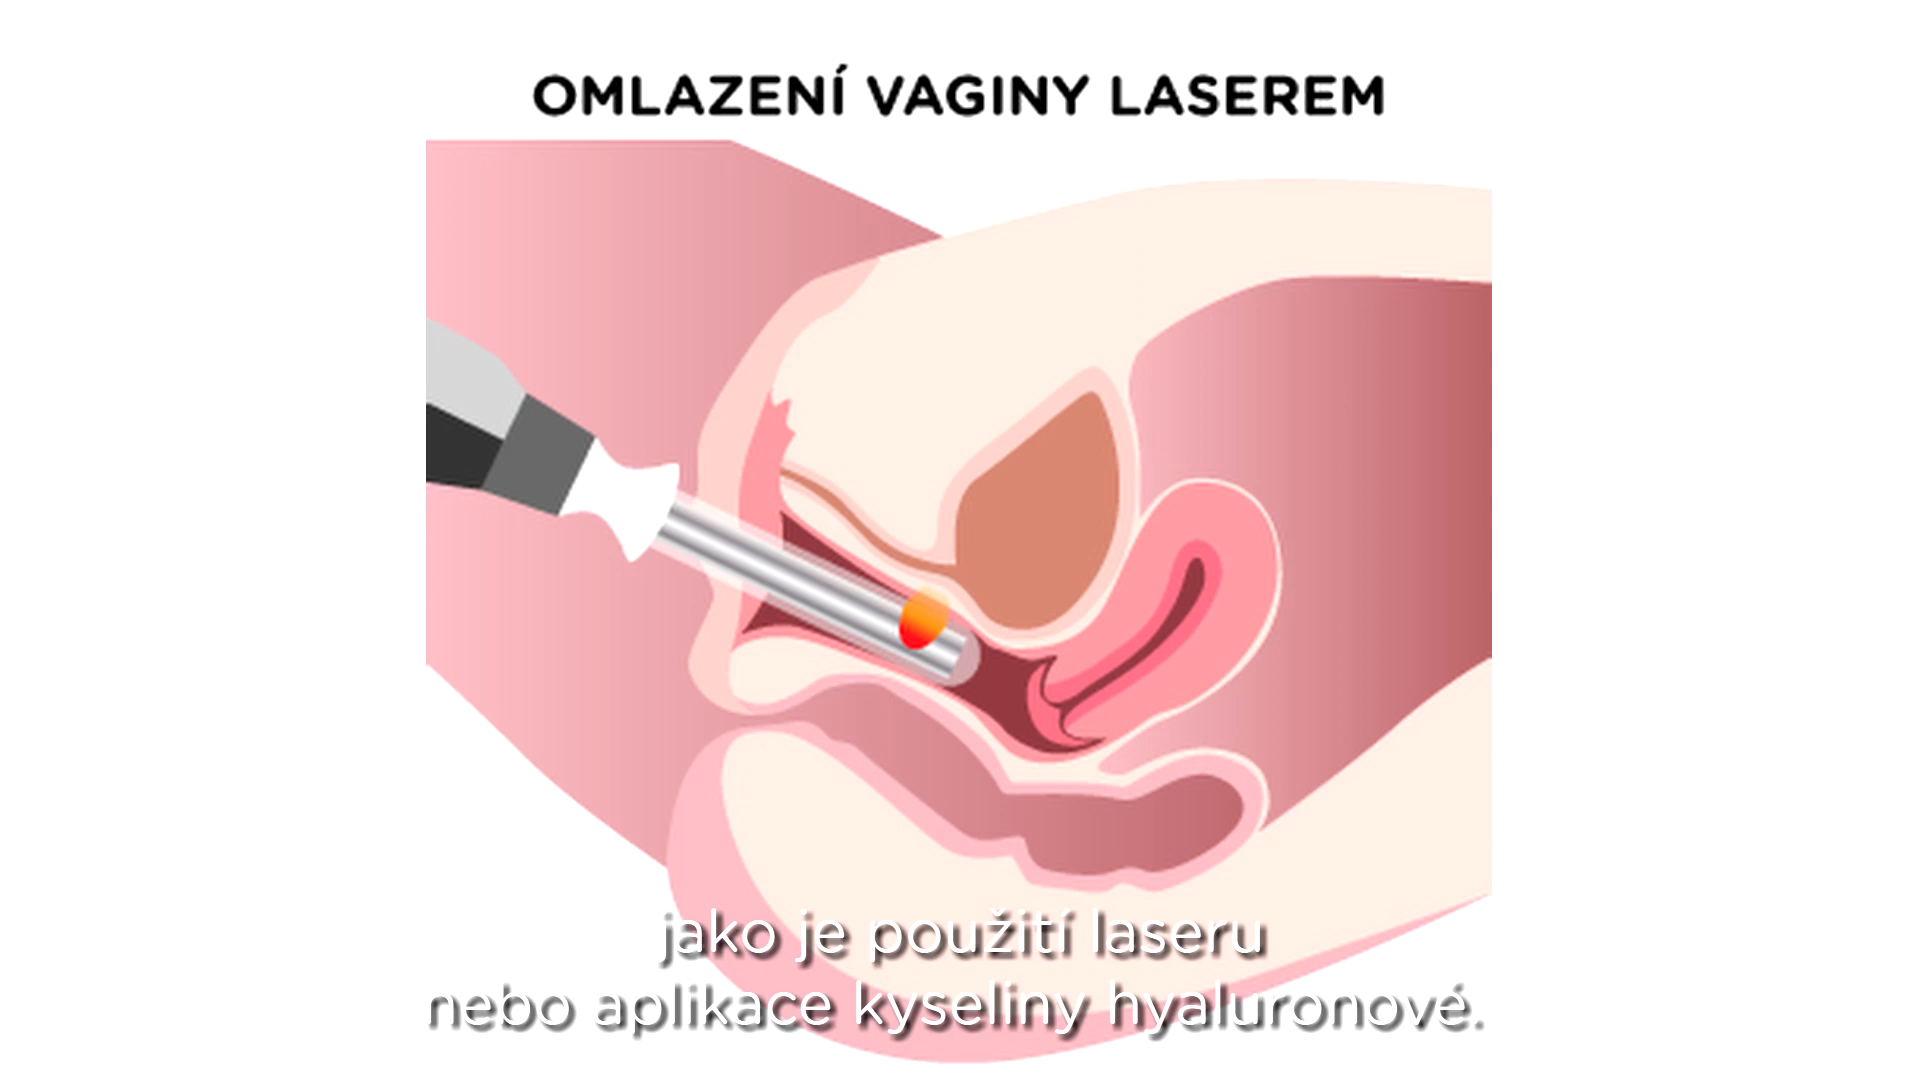 OMLAZENÍ VAGINY LASEREM
jako je použití laseru
nebo aplikace kyseliny hyaluronové.